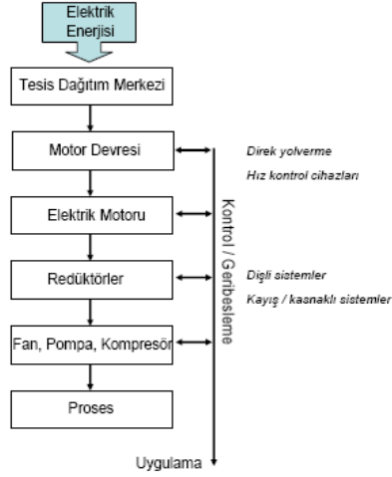 Elektrik
Enerjisi
Tesis Dağıtım Merkezi
Motor Devresi
Direk yolverme
Hız kontrol cihazları
Elektrik Motoru
Kontrol / Geribesleme
Redüktörler
Dişli sistemler
Kayış / kasnaklı sistemler
Fan, Pompa, Kompresör
Proses
Uygulama